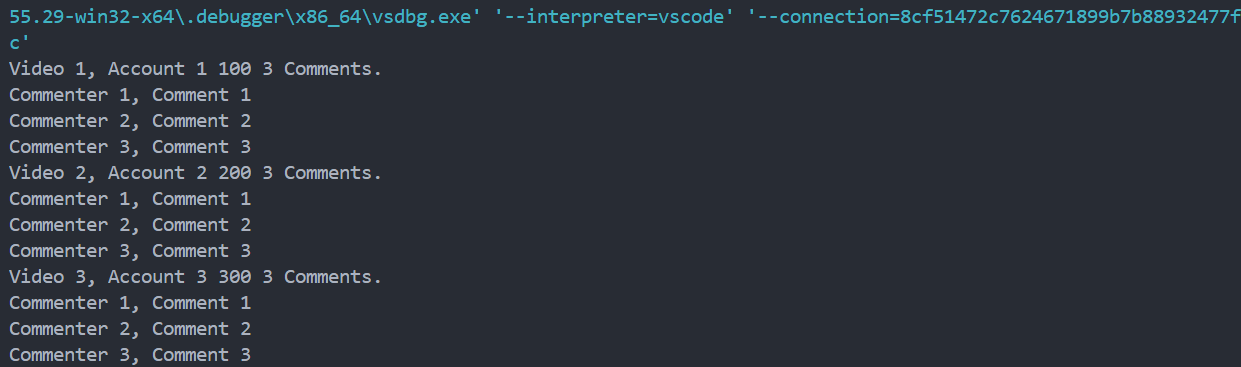 55.29-win32-x64\.debugger\x86_64\vsdbg.exe' '--interpreter=vscode' '--connection=8cf51472c7624671899b7b88932477f
c'
Video 1, Account 1 100 3 Comments.
Commenter 1, Comment 1
Commenter 2, Comment 2
Commenter 3, Comment 3
Video 2, Account 2 200 3 Comments.
Commenter 1, Comment 1
Commenter 2, Comment 2
Commenter 3, Comment 3
Video 3, Account 3 300 3 Comments.
Commenter 1, Comment 1
Commenter 2, Comment 2
Commenter 3, Comment 3